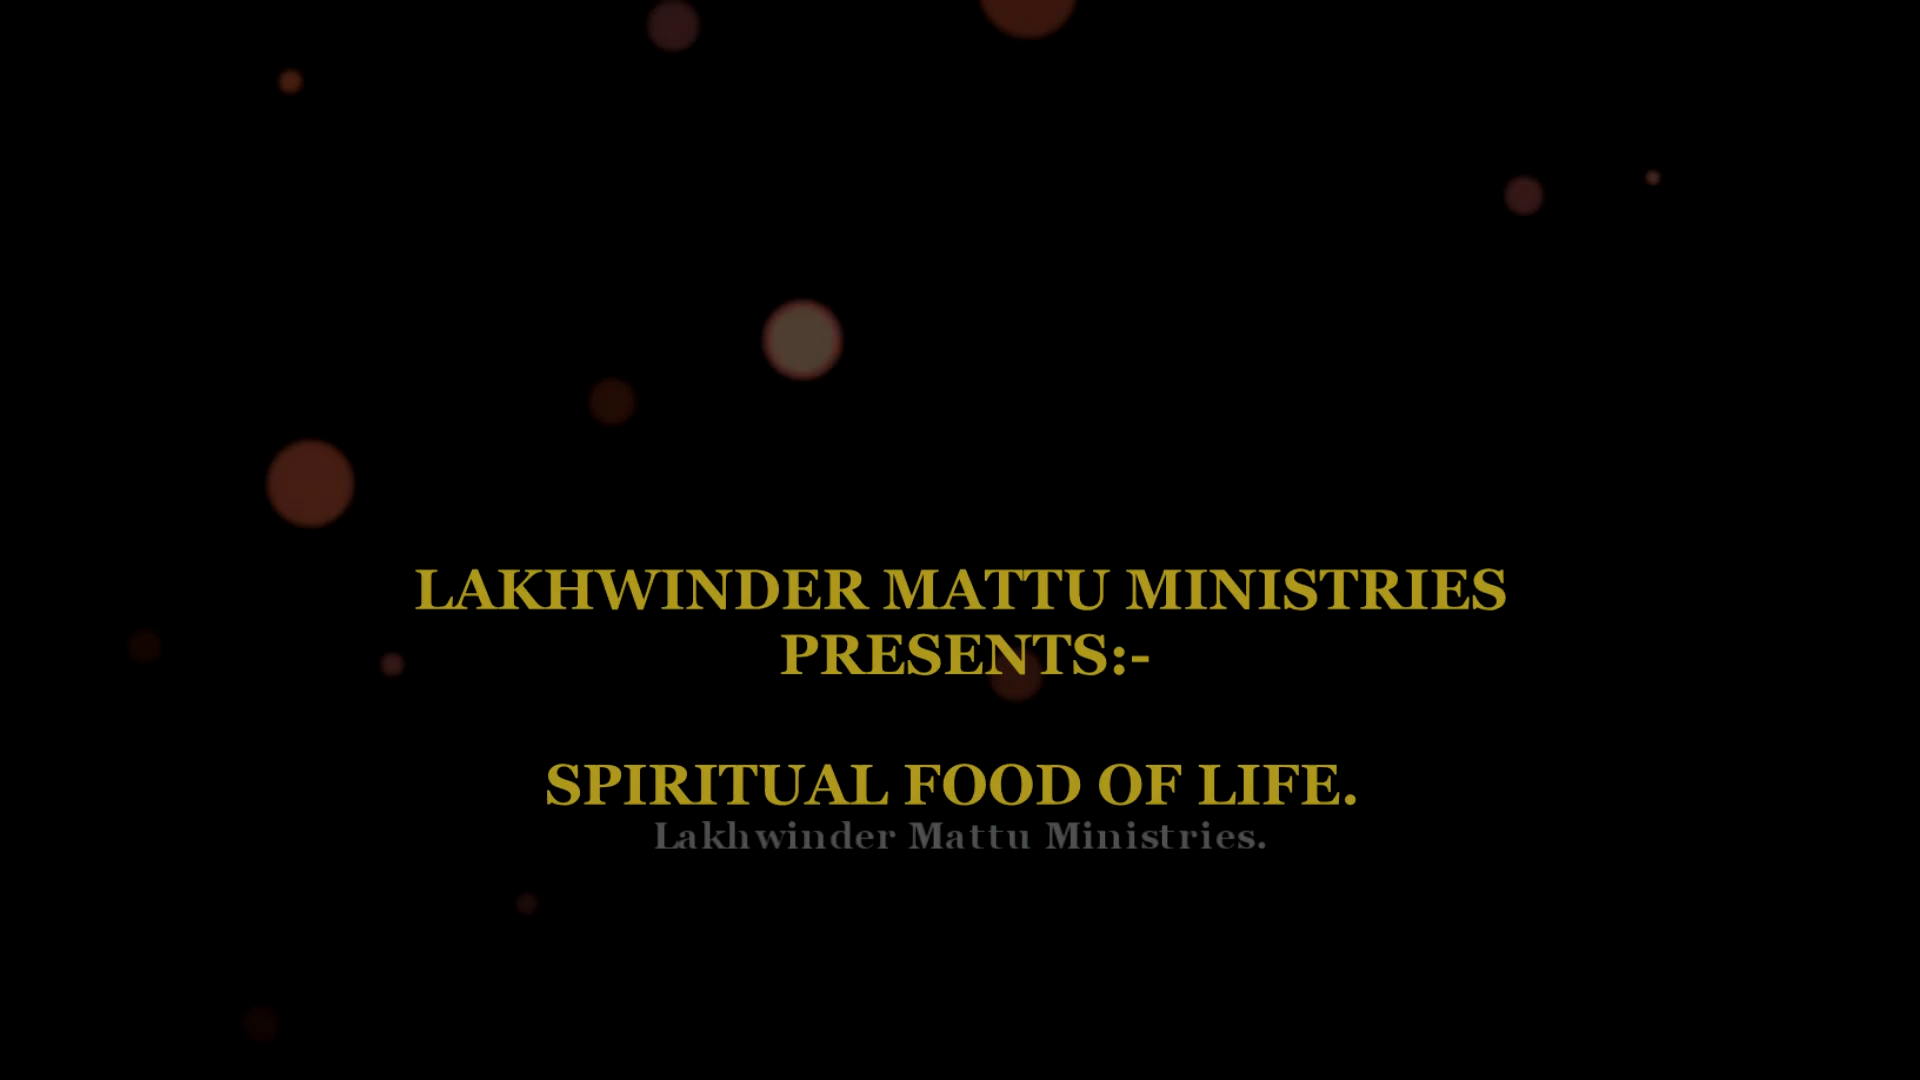 LAKHWINDER MATTU MINISTRIES
PRESENTS:-
SPIRITUAL FOOD OF LIFE.
Lakhwinder Mattu Ministries.